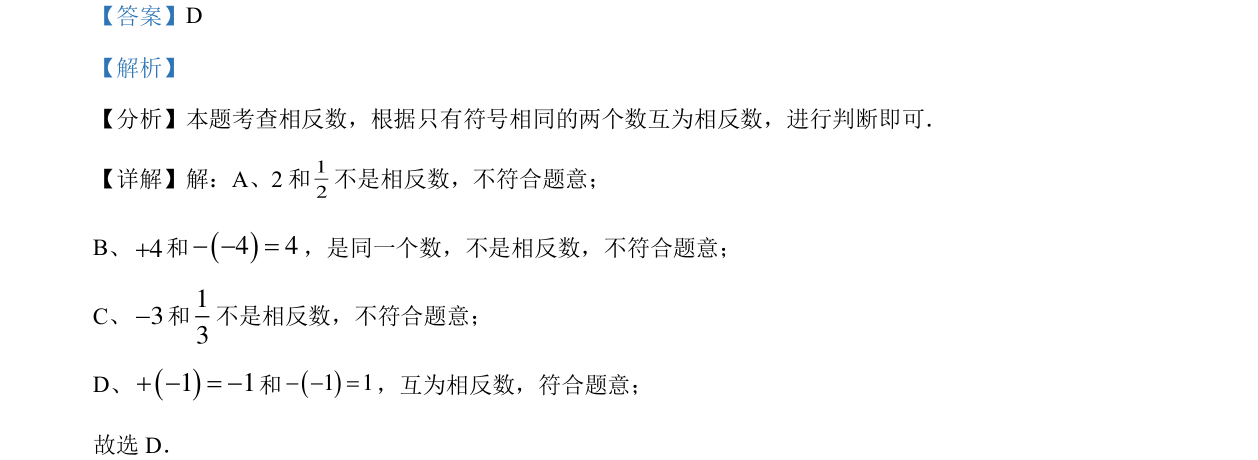 【答案】D
【解析】
【分析】本题考查相反数，根据只有符号相同的两个数互为相反数，进行判断即可．
【详解】解：A、2 和 1/2 不是相反数，不符合题意；
B、+4 和 −(−4) = 4，是同一个数，不是相反数，不符合题意；
C、−3 和 1/3 不是相反数，不符合题意；
D、+(−1) = −1 和 −(−1) = 1，互为相反数，符合题意；
故选 D．